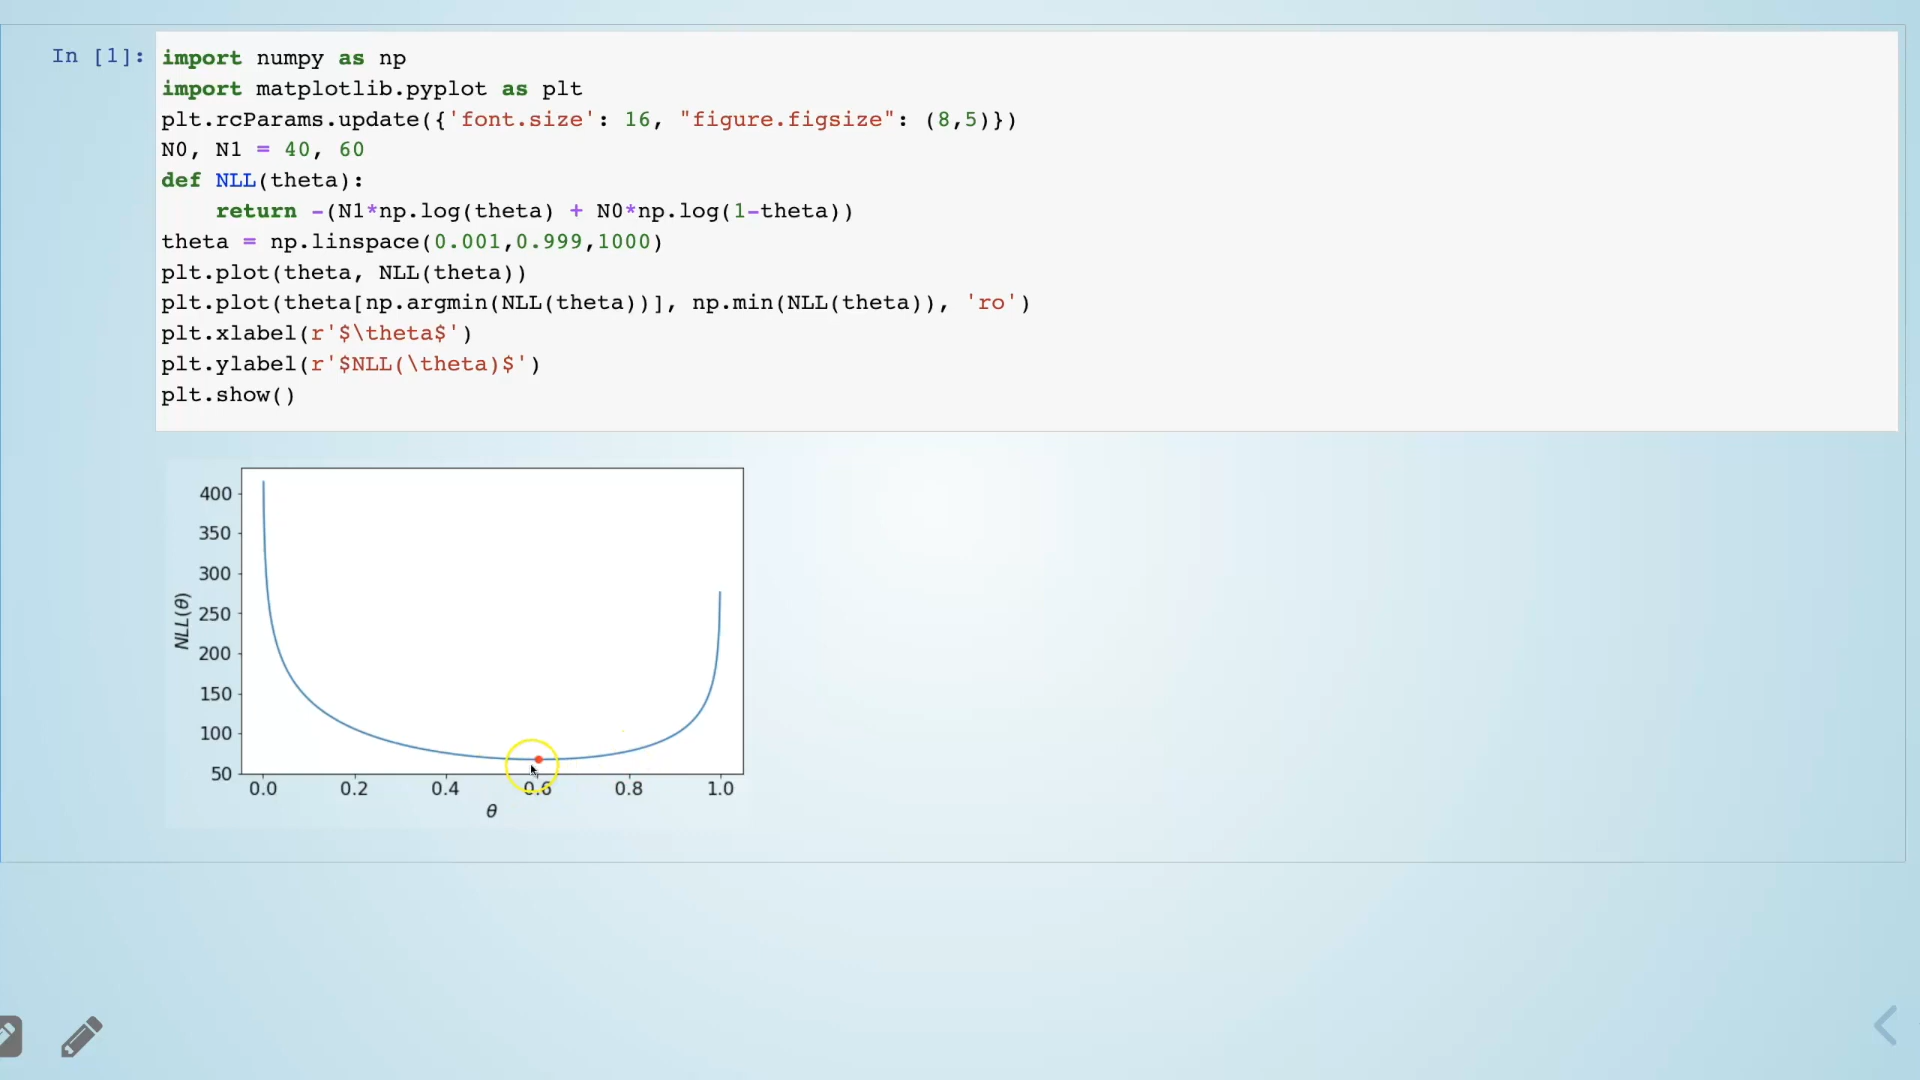 In [1]:
import numpy as np
import matplotlib.pyplot as plt
plt.rcParams.update({'font.size': 16, "figure.figsize": (8,5)})
N0, N1 = 40, 60
def NLL(theta):
    return -(N1*np.log(theta) + N0*np.log(1-theta))
theta = np.linspace(0.001,0.999,1000)
plt.plot(theta, NLL(theta))
plt.plot(theta[np.argmin(NLL(theta))], np.min(NLL(theta)), 'ro')
plt.xlabel(r'$\theta$')
plt.ylabel(r'$NLL(\theta)$')
plt.show()
400
350
300
250
200
150
100
50
NLL(θ)
0.0 0.2 0.4 0.6 0.8 1.0
θ